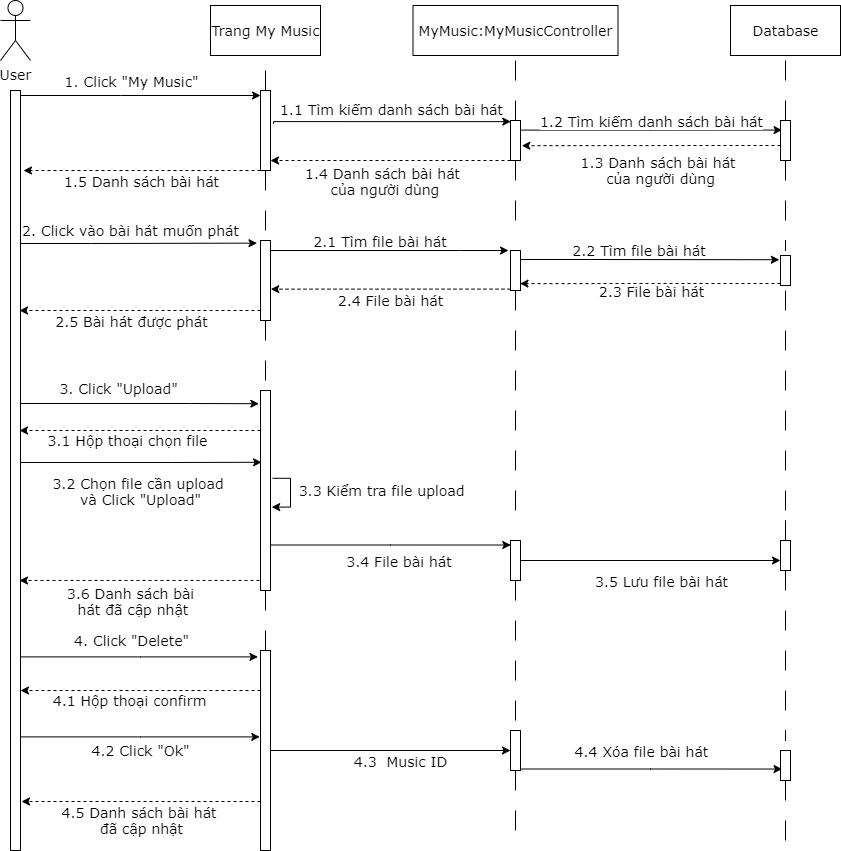 Trang My Music
MyMusic:MyMusicController
Database
User
1. Click "My Music"
1.1 Tìm kiếm danh sách bài hát
1.2 Tìm kiếm danh sách bài hát
1.3 Danh sách bài hát
của người dùng
1.4 Danh sách bài hát
của người dùng
1.5 Danh sách bài hát
2. Click vào bài hát muốn phát
2.1 Tìm file bài hát
2.2 Tìm file bài hát
2.3 File bài hát
2.4 File bài hát
2.5 Bài hát được phát
3. Click "Upload"
3.1 Hộp thoại chọn file
3.2 Chọn file cần upload
và Click "Upload"
3.3 Kiểm tra file upload
3.4 File bài hát
3.5 Lưu file bài hát
3.6 Danh sách bài
hát đã cập nhật
4. Click "Delete"
4.1 Hộp thoại confirm
4.2 Click "Ok"
4.3  Music ID
4.4 Xóa file bài hát
4.5 Danh sách bài hát
đã cập nhật